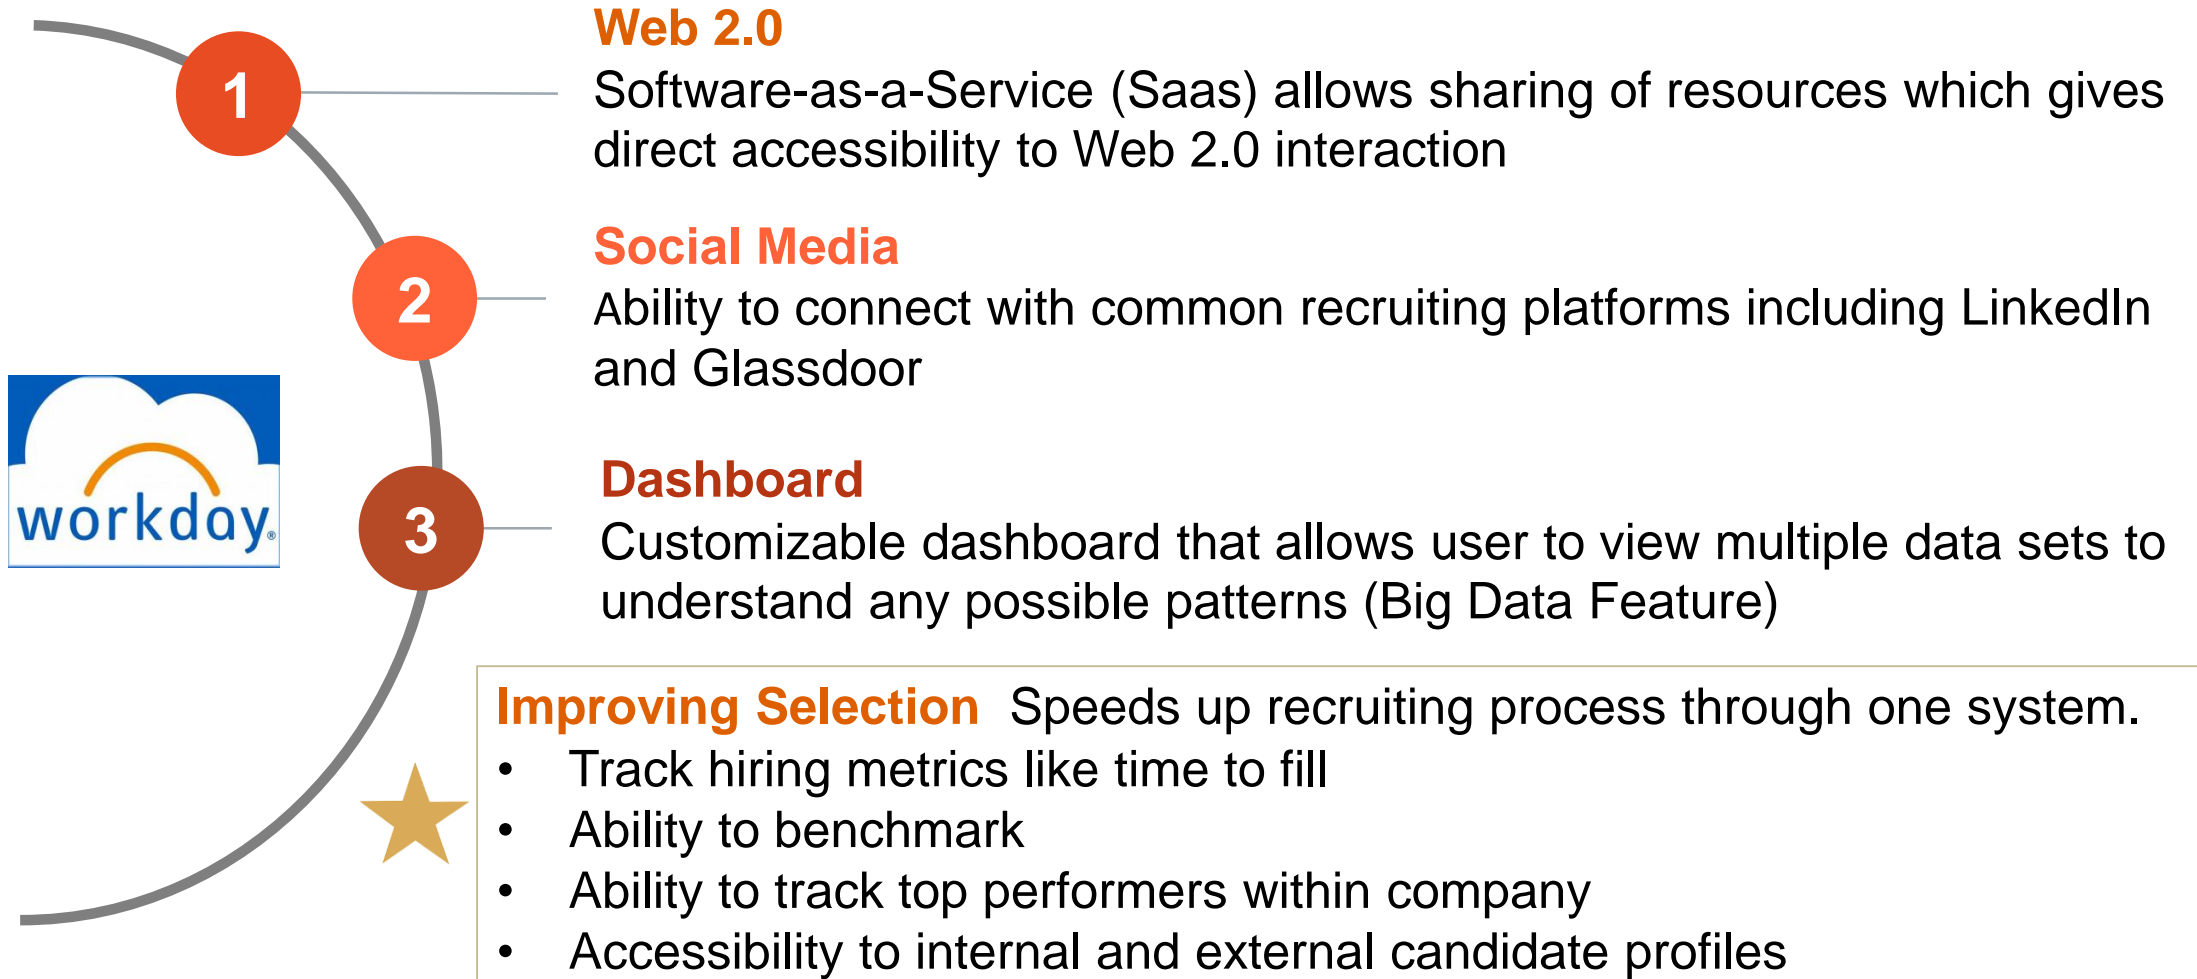 Web 2.0
1
Software-as-a-Service (Saas) allows sharing of resources which gives
direct accessibility to Web 2.0 interaction
Social Media
2
Ability to connect with common recruiting platforms including LinkedIn
and Glassdoor
workday®
Dashboard
3
Customizable dashboard that allows user to view multiple data sets to
understand any possible patterns (Big Data Feature)
Improving Selection Speeds up recruiting process through one system.
• Track hiring metrics like time to fill
• Ability to benchmark
• Ability to track top performers within company
• Accessibility to internal and external candidate profiles